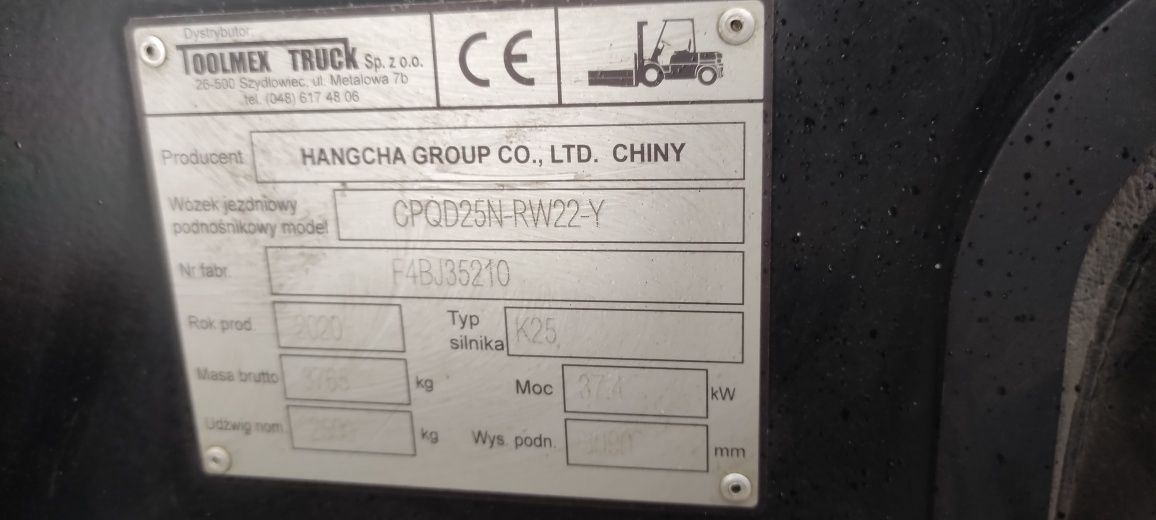 Dystrybutor:
TOOLMEX TRUCK Sp. z o.o.
26-500 Szydłowiec, ul. Metalowa 7b
tel. (048) 617 48 06
CE
Producent HANGCHA GROUP CO., LTD. CHINY
Wózek jezdniowy
podnośnikowy model CPQD25N-RW22-Y
Nr fabr. F4BJ35210
Rok prod. 2020 Typ silnika K25
Masa brutto kg Moc 37.4 kW
Udźwig nom. kg Wys. podn. mm